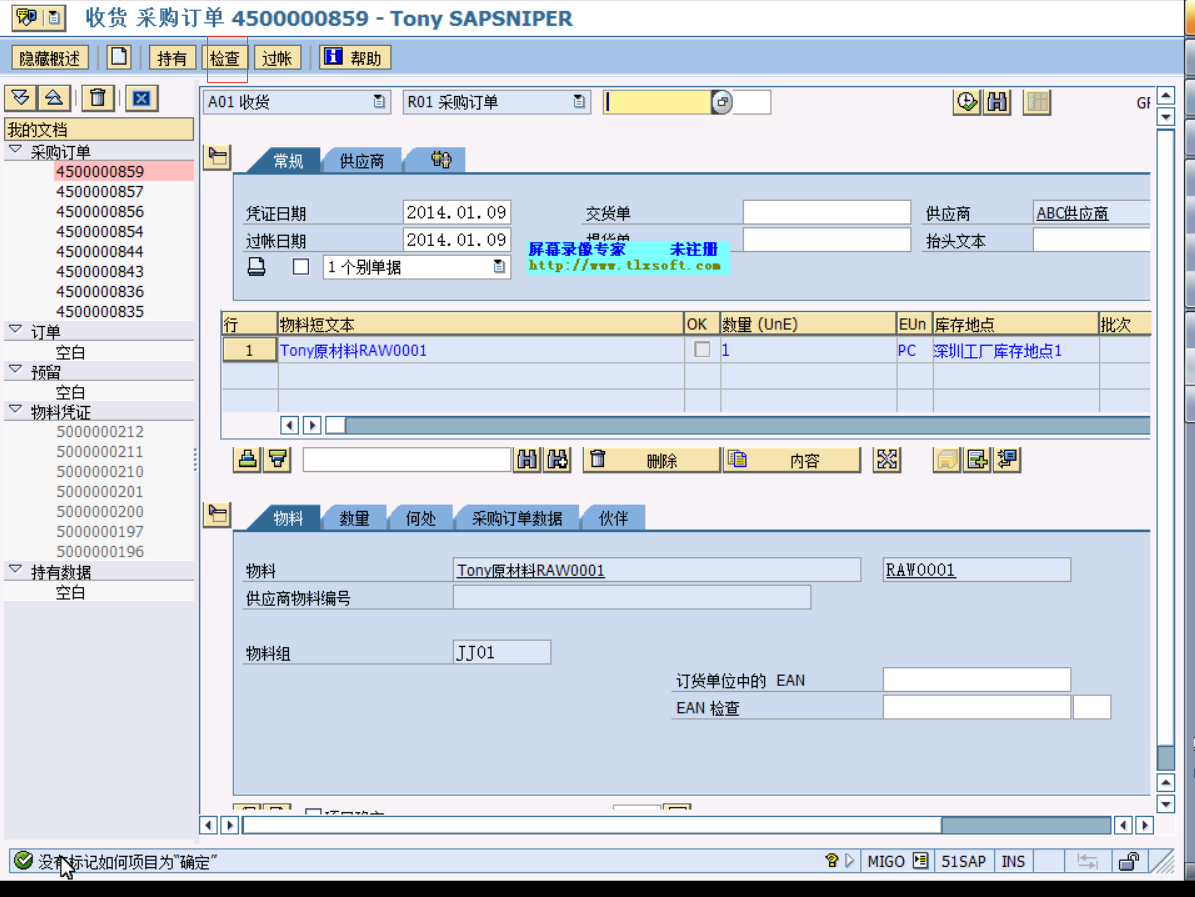 收货 采购订单 4500000859 - Tony SAPSNIPER
隐藏概述 持有 检查 过帐 帮助
A01 收货 R01 采购订单
我的文档
采购订单
4500000859
4500000857
4500000856
4500000854
4500000844
4500000843
4500000836
4500000835
订单
空白
预留
空白
物料凭证
5000000212
5000000211
5000000210
5000000201
5000000200
5000000197
5000000196
持有数据
空白
常规 供应商
凭证日期 2014.01.09 交货单 供应商 ABC供应商
过帐日期 2014.01.09 提货单 抬头文本
1 个别单据
屏幕录像专家 未注册
http://www.tlxsoft.com
行 物料短文本 OK 数量 (UnE) EUn 库存地点 批次
1 Tony原材料RAW0001 1 PC 深圳工厂库存地点1
删除 内容
物料 数量 何处 采购订单数据 伙伴
物料 Tony原材料RAW0001 RAW0001
供应商物料编号
物料组 JJ01
订货单位中的 EAN
EAN 检查
没有标记如何项目为"确定"
MIGO 51SAP INS